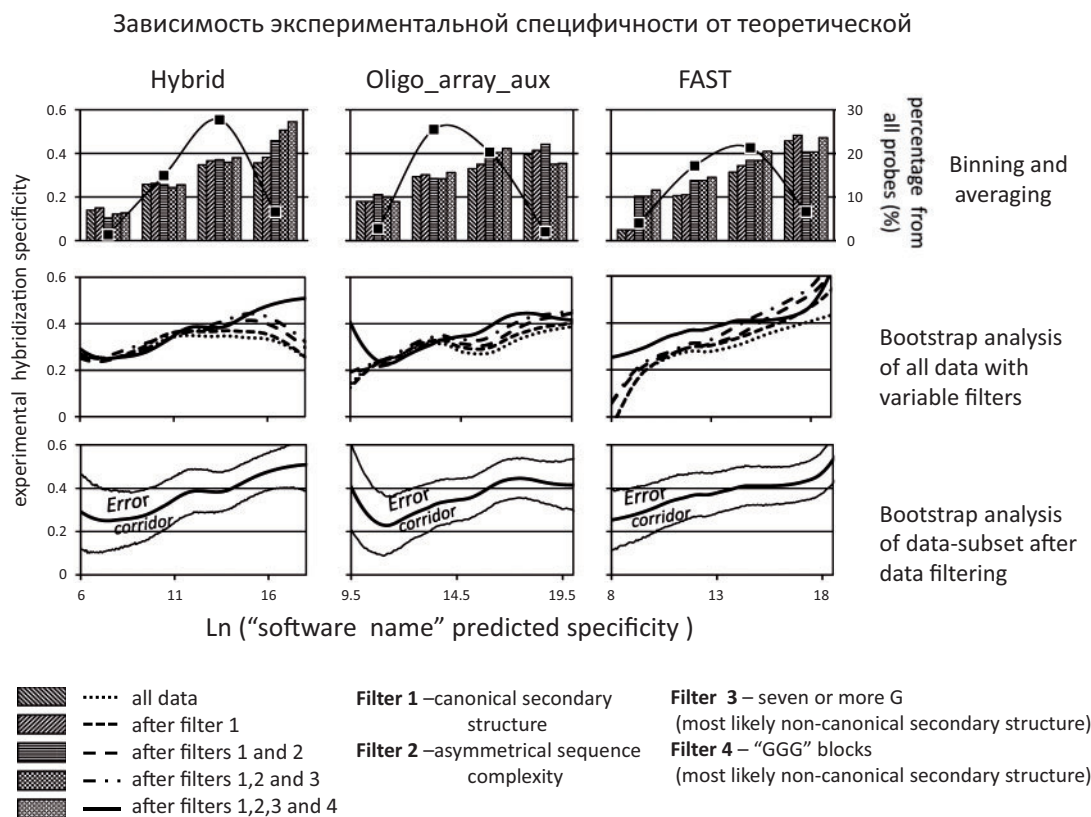 Зависимость экспериментальной специфичности от теоретической
Hybrid
Oligo_array_aux
FAST
experimental hybridization specificity
0.6
0.4
0.2
0
30
20
10
0
percentage from
all probes (%)
Binning and
averaging
0.6
0.4
0.2
0
Bootstrap analysis
of all data with
variable filters
0.6
0.4
0.2
0
Error
corridor
Error
corridor
Error
corridor
Bootstrap analysis
of data-subset after
data filtering
6 11 16
9.5 14.5 19.5
8 13 18
Ln (“software name” predicted specificity )
all data
after filter 1
after filters 1 and 2
after filters 1,2 and 3
after filters 1,2,3 and 4
Filter 1 –canonical secondary
structure
Filter 2 –asymmetrical sequence
complexity
Filter 3 – seven or more G
(most likely non-canonical secondary structure)
Filter 4 – “GGG” blocks
(most likely non-canonical secondary structure)